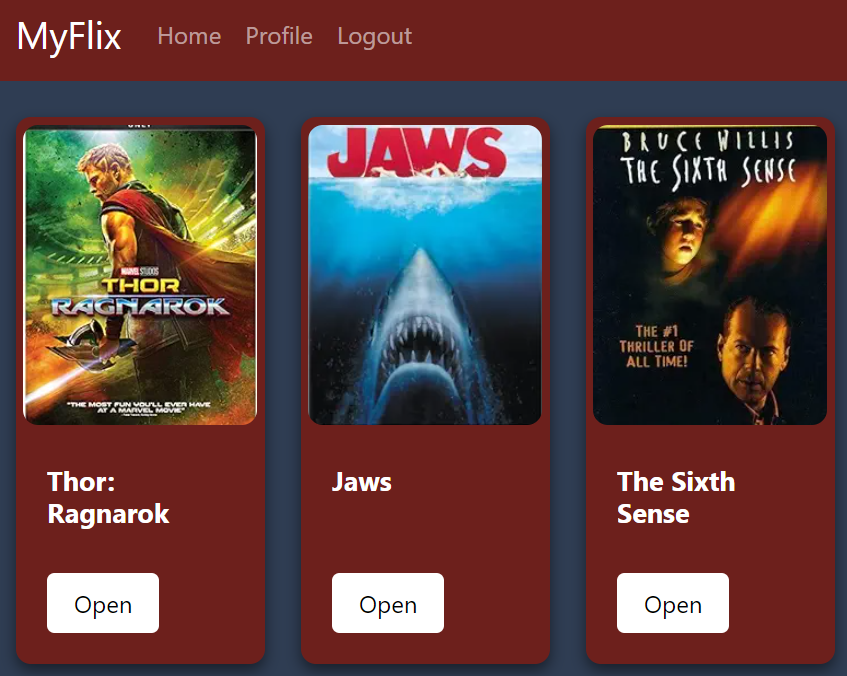 MyFlix Home Profile Logout
MARVEL STUDIOS
THOR
RAGNAROK
"THE MOST FUN YOU'LL EVER HAVE
AT A MARVEL MOVIE"
JAWS
BRUCE WILLIS
THE SIXTH SENSE
THE #1
THRILLER OF
ALL TIME!
Thor:
Ragnarok
Jaws
The Sixth
Sense
Open
Open
Open